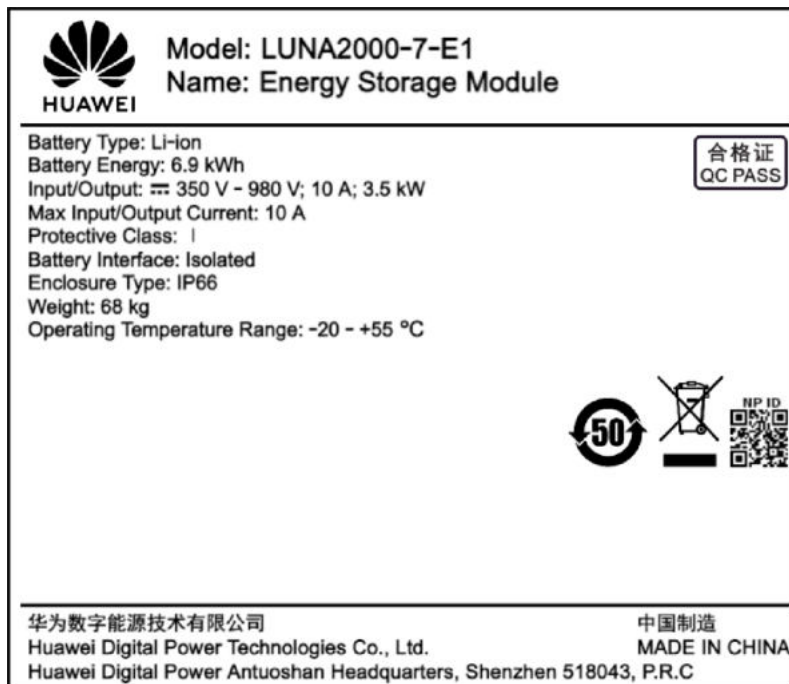 HUAWEI
Model: LUNA2000-7-E1
Name: Energy Storage Module
Battery Type: Li-ion
Battery Energy: 6.9 kWh
Input/Output: ⎓ 350 V - 980 V; 10 A; 3.5 kW
Max Input/Output Current: 10 A
Protective Class: I
Battery Interface: Isolated
Enclosure Type: IP66
Weight: 68 kg
Operating Temperature Range: -20 - +55 °C
合格证
QC PASS
50
NP ID
华为数字能源技术有限公司
Huawei Digital Power Technologies Co., Ltd.
Huawei Digital Power Antuoshan Headquarters, Shenzhen 518043, P.R.C
中国制造
MADE IN CHINA